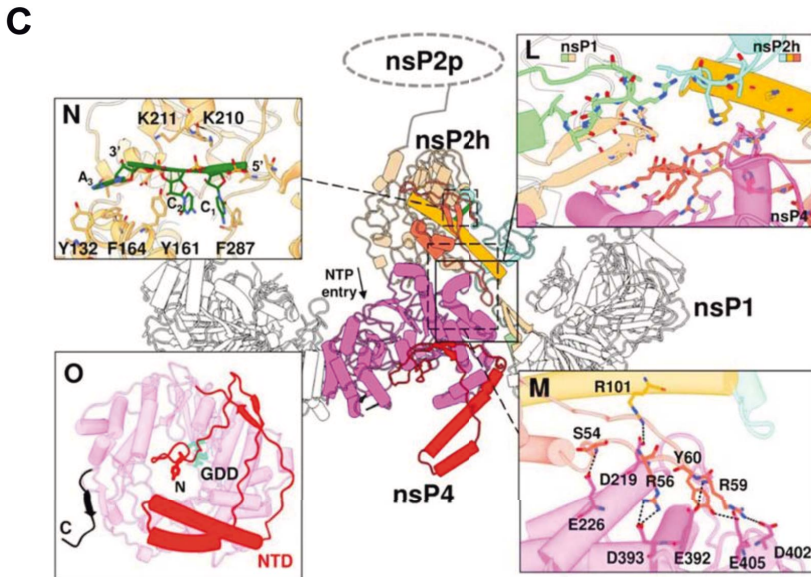 C
nsP2p
nsP2h
nsP1
NTP
entry
nsP4
N
K211 K210
3'
5'
A3
C2
C1
Y132 F164 Y161 F287
L
nsP1
nsP2h
nsP4
O
GDD
N
C
NTD
M
R101
S54
Y60
D219 R56 R59
E226
D393 E392 E405 D402